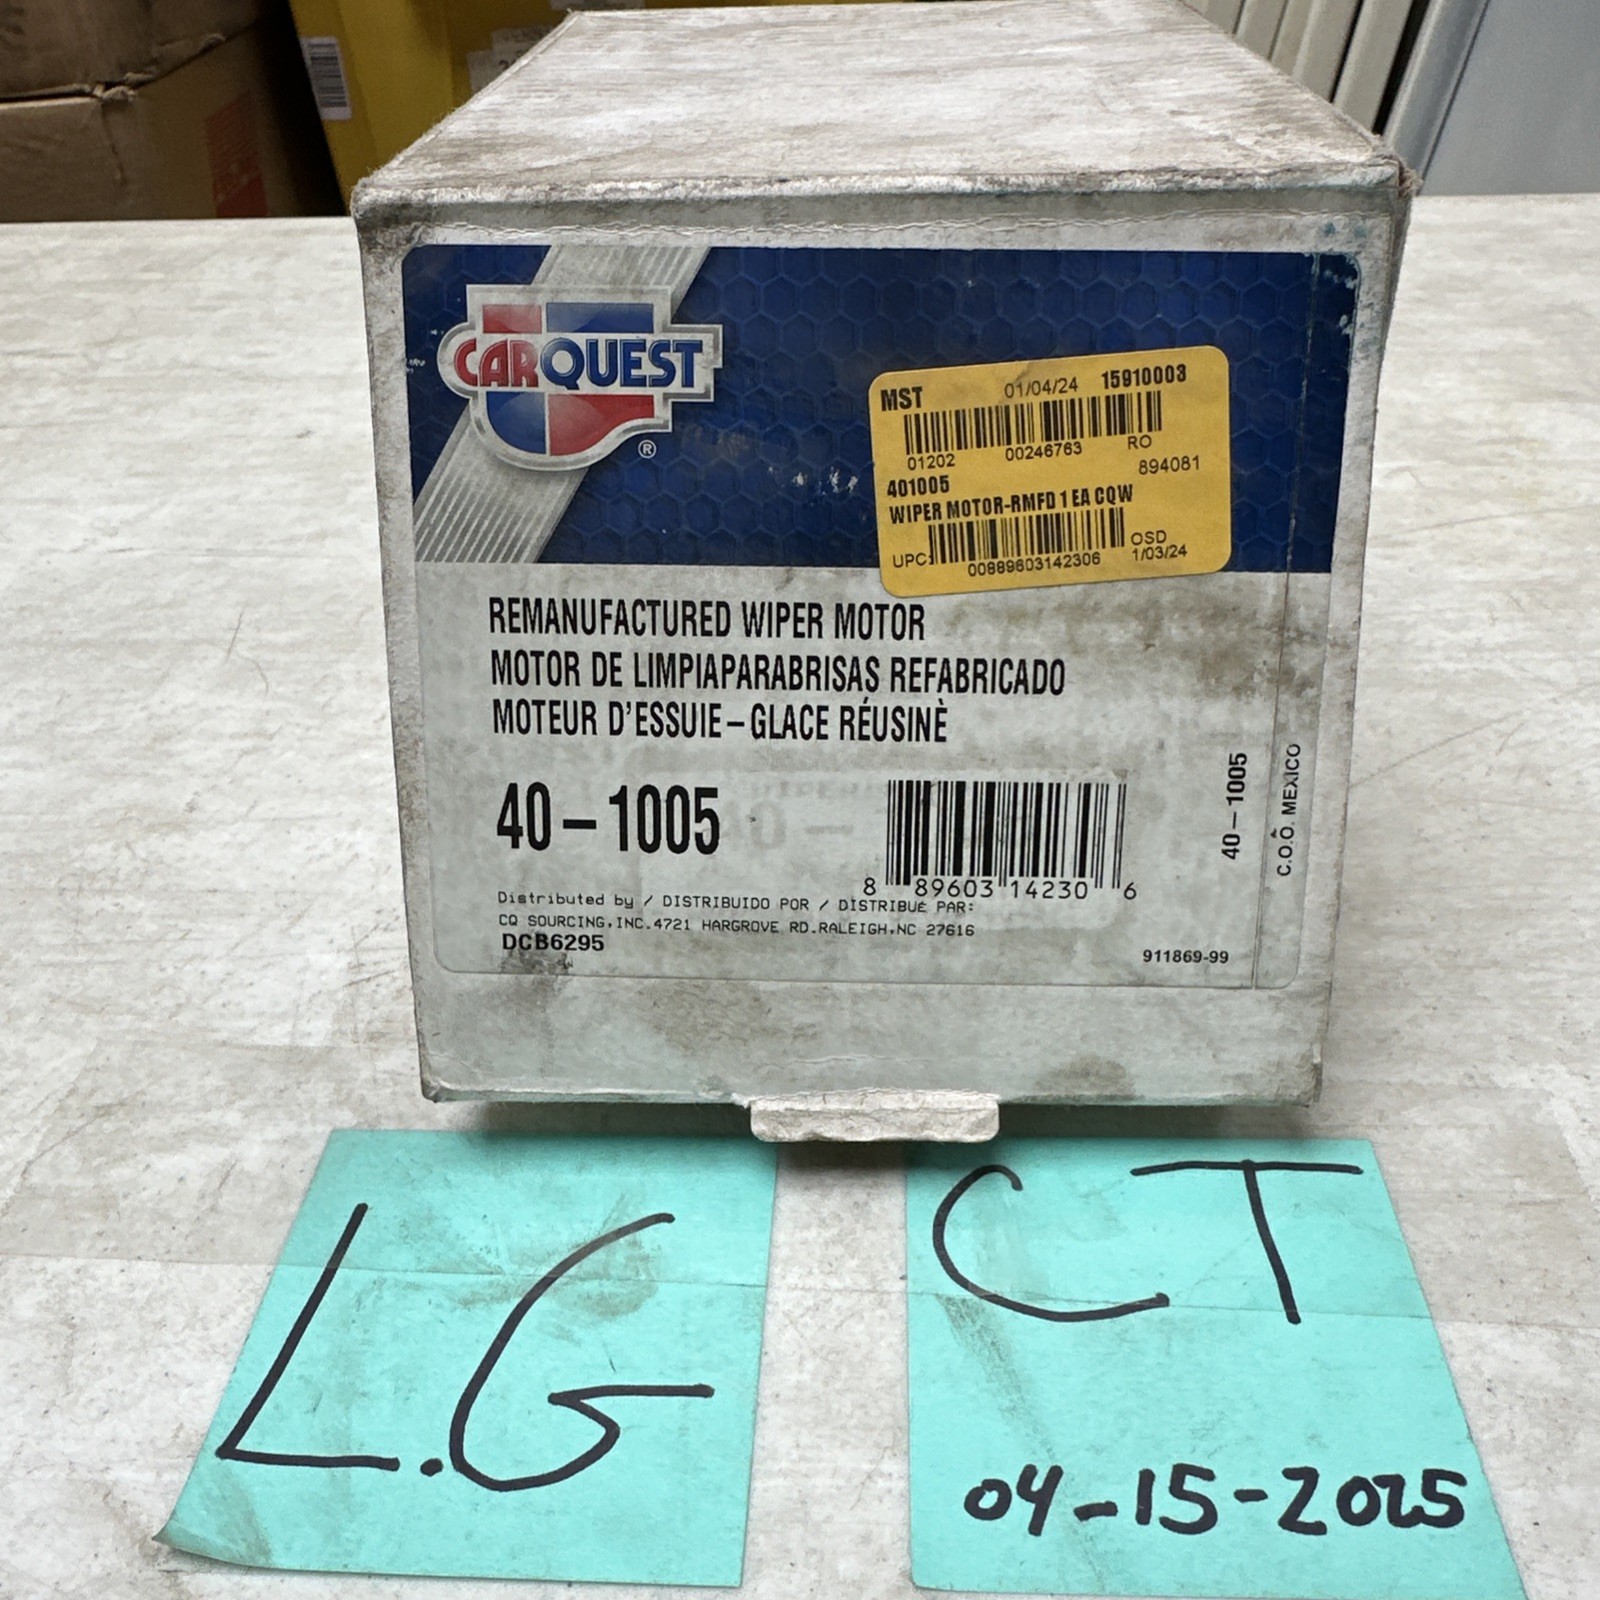 CARQUEST
®
MST 01/04/24 15910003
01202 00246763 RO
894081
401005
WIPER MOTOR-RMFD 1 EA CQW
UPC: OSD
00889603142306 1/03/24
REMANUFACTURED WIPER MOTOR
MOTOR DE LIMPIAPARABRISAS REFABRICADO
MOTEUR D'ESSUIE-GLACE RÉUSINÈ
40-1005
8 89603 14230 6
Distributed by / DISTRIBUIDO POR / DISTRIBUÉ PAR:
CQ SOURCING,INC.4721 HARGROVE RD.RALEIGH,NC 27616
DCB6295
911869-99
40-1005
C.O.O. MEXICO
L.G
CT
04-15-2025